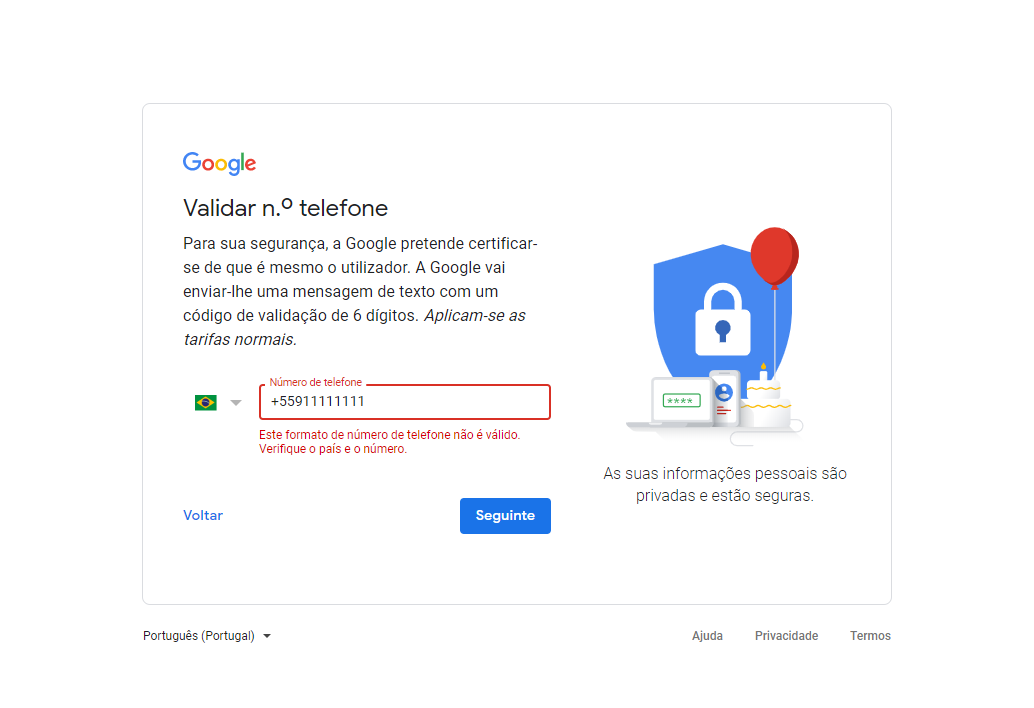 Google
Validar n.º telefone
Para sua segurança, a Google pretende certificar-
se de que é mesmo o utilizador. A Google vai
enviar-lhe uma mensagem de texto com um
código de validação de 6 dígitos. Aplicam-se as
tarifas normais.
Número de telefone
+55911111111
Este formato de número de telefone não é válido.
Verifique o país e o número.
Voltar
Seguinte
****
As suas informações pessoais são
privadas e estão seguras.
Português (Portugal)
Ajuda Privacidade Termos